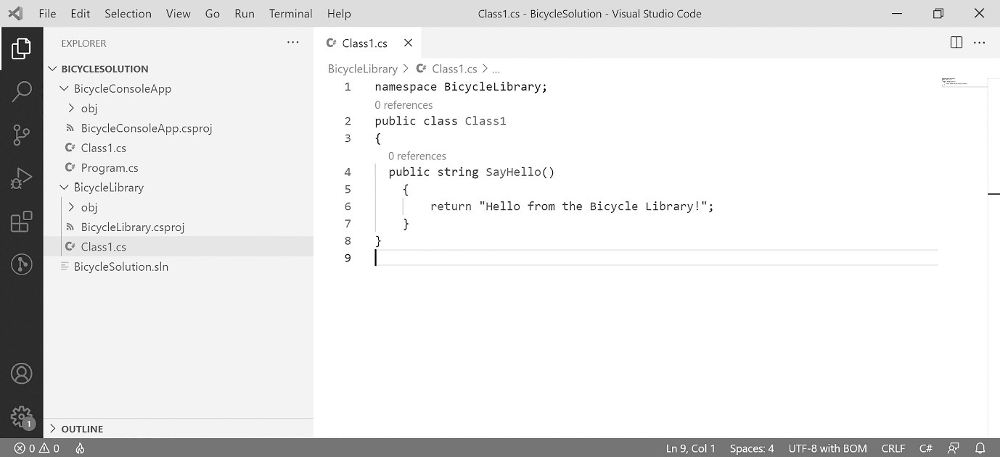 File Edit Selection View Go Run Terminal Help Class1.cs - BicycleSolution - Visual Studio Code
EXPLORER
BICYCLESOLUTION
BicycleConsoleApp
obj
BicycleConsoleApp.csproj
C# Class1.cs
C# Program.cs
BicycleLibrary
obj
BicycleLibrary.csproj
C# Class1.cs
BicycleSolution.sln
OUTLINE
1
C# Class1.cs
BicycleLibrary > C# Class1.cs > ...
1 namespace BicycleLibrary;
0 references
2 public class Class1
3 {
0 references
4 public string SayHello()
5 {
6 return "Hello from the Bicycle Library!";
7 }
8 }
9
0 0 Ln 9, Col 1 Spaces: 4 UTF-8 with BOM CRLF C#